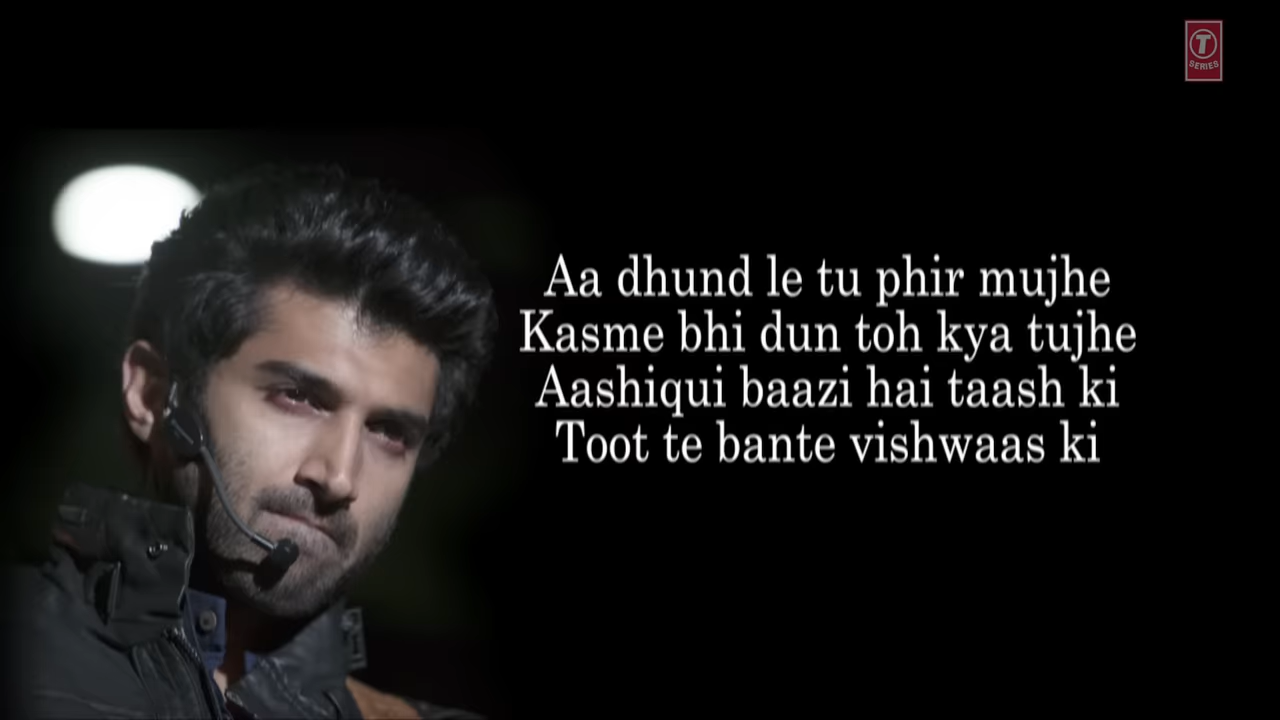 T
SERIES
Aa dhund le tu phir mujhe
Kasme bhi dun toh kya tujhe
Aashiqui baazi hai taash ki
Toot te bante vishwaas ki